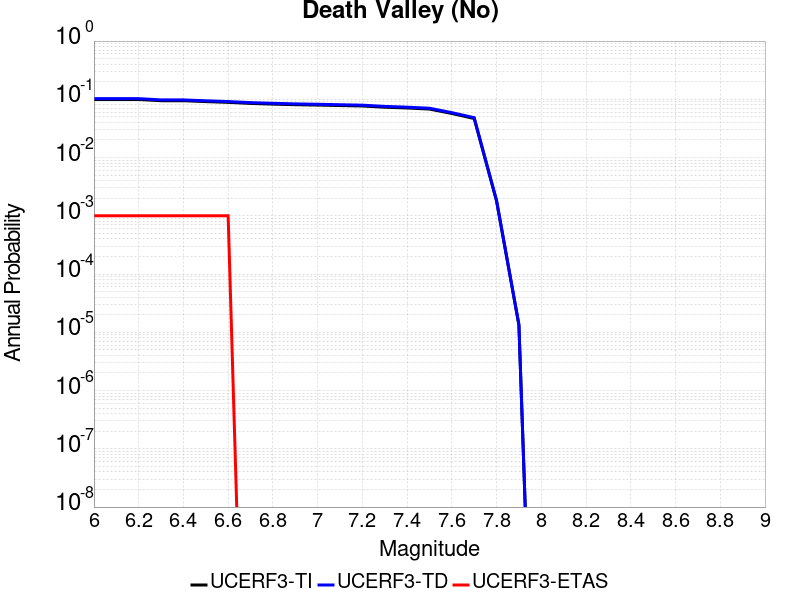 Death Valley (No)
10^0
10^-1
10^-2
10^-3
10^-4
10^-5
10^-6
10^-7
10^-8
Annual Probability
6 6.2 6.4 6.6 6.8 7 7.2 7.4 7.6 7.8 8 8.2 8.4 8.6 8.8 9
Magnitude
UCERF3-TI UCERF3-TD UCERF3-ETAS